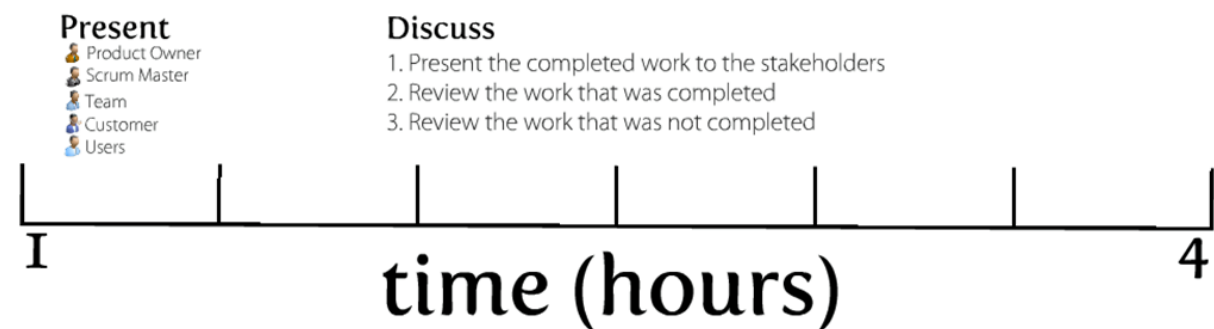 Present
Product Owner
Scrum Master
Team
Customer
Users
Discuss
1. Present the completed work to the stakeholders
2. Review the work that was completed
3. Review the work that was not completed
1
4
time (hours)